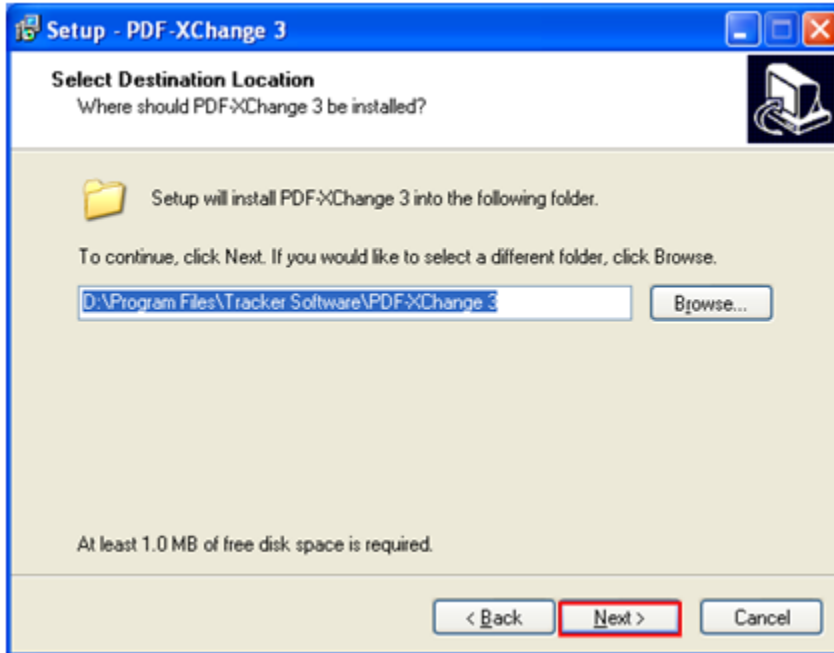 Setup - PDF-XChange 3
Select Destination Location
Where should PDF-XChange 3 be installed?
Setup will install PDF-XChange 3 into the following folder.
To continue, click Next. If you would like to select a different folder, click Browse.
D:\Program Files\Tracker Software\PDF-XChange 3
Browse...
At least 1.0 MB of free disk space is required.
< Back Next > Cancel